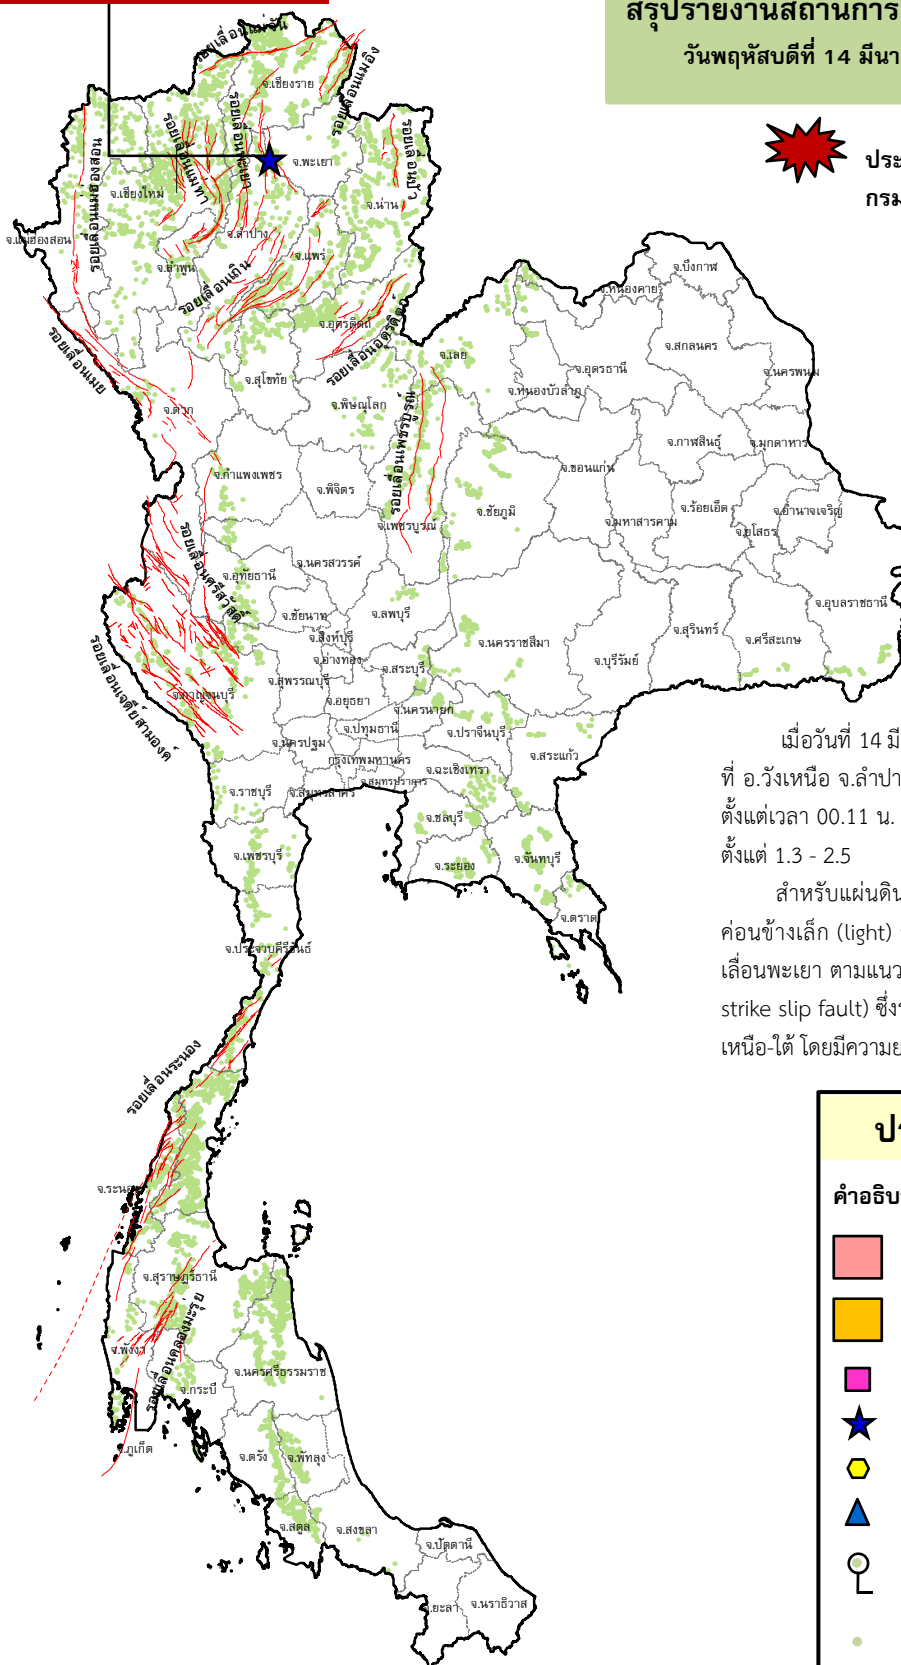 สรุปรายงานสถานการ
วันพฤหัสบดีที่ 14 มีนา
ประ
กรม
รอยเลื่อนแม่จัน
รอยเลื่อนแม่อิง
จ.เชียงราย
รอยเลื่อนแม่ฮ่องสอน
รอยเลื่อนแม่ทา
รอยเลื่อนพะเยา
รอยเลื่อนปัว
จ.พะเยา
จ.เชียงใหม่
จ.น่าน
จ.แม่ฮ่องสอน
จ.ลำปาง
จ.แพร่
จ.ลำพูน
รอยเลื่อนเถิน
จ.อุตรดิตถ์
รอยเลื่อนอุตรดิตถ์
รอยเลื่อนเมย
จ.บึงกาฬ
จ.หนองคาย
จ.เลย
จ.สกลนคร
จ.อุดรธานี
จ.นครพนม
จ.สุโขทัย
จ.หนองบัวลำภู
จ.ตาก
จ.พิษณุโลก
รอยเลื่อนเพชรบูรณ์
จ.กาฬสินธุ์
จ.มุกดาหาร
จ.กำแพงเพชร
จ.พิจิตร
จ.ขอนแก่น
จ.เพชรบูรณ์
จ.ชัยภูมิ
จ.ร้อยเอ็ด
จ.อำนาจเจริญ
จ.มหาสารคาม
จ.ยโสธร
รอยเลื่อนศรีสวัสดิ์
จ.นครสวรรค์
จ.อุทัยธานี
จ.อุบลราชธานี
จ.ชัยนาท
จ.ลพบุรี
จ.สิงห์บุรี
จ.นครราชสีมา
จ.สุรินทร์
จ.ศรีสะเกษ
จ.อ่างทอง
จ.สระบุรี
จ.บุรีรัมย์
จ.สุพรรณบุรี
จ.กาญจนบุรี
จ.อยุธยา
จ.นครนายก
รอยเลื่อนเจดีย์สามองค์
จ.ปทุมธานี
จ.ปราจีนบุรี
จ.นครปฐม
จ.สระแก้ว
กรุงเทพมหานคร
จ.ฉะเชิงเทรา
จ.สมุทรปราการ
จ.ราชบุรี
จ.สมุทรสาคร
จ.ชลบุรี
จ.เพชรบุรี
จ.ระยอง
จ.จันทบุรี
จ.ตราด
จ.ประจวบคีรีขันธ์
เมื่อวันที่ 14 มี
ที่ อ.วังเหนือ จ.ลำปา
ตั้งแต่เวลา 00.11 น.
ตั้งแต่ 1.3 - 2.5
สำหรับแผ่นดิน
ค่อนข้างเล็ก (light)
เลื่อนพะเยา ตามแนว
strike slip fault) ซึ่ง
เหนือ-ใต้ โดยมีความย
รอยเลื่อนระนอง
จ.ระนอ
จ.สุราษฎร์ธานี
รอยเลื่อนคลองมะรุ่ย
จ.พังงา
จ.กระบี่
จ.นครศรีธรรมราช
จ.ภูเก็ต
จ.ตรัง
จ.พัทลุง
จ.สตูล
จ.สงขลา
จ.ปัตตานี
จ.ยะลา
จ.นราธิวาส
คำอธิบ